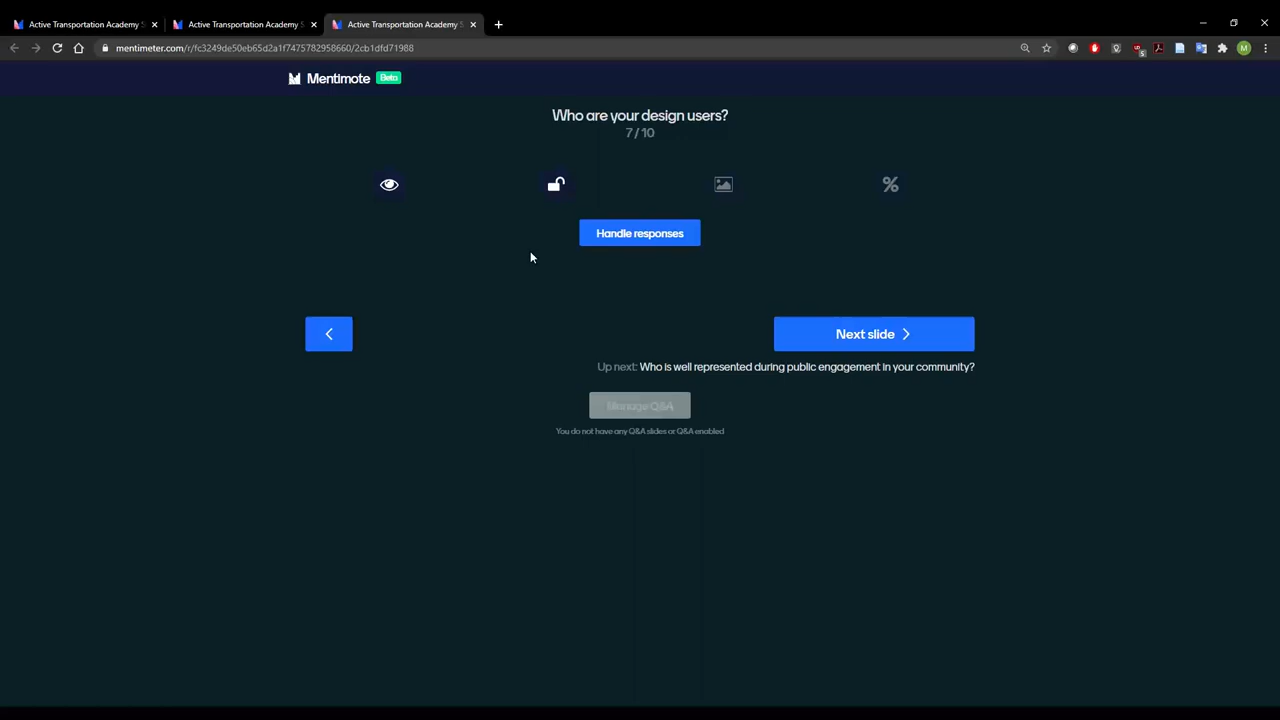 Active Transportation Academy S
Active Transportation Academy S
Active Transportation Academy S
mentimeter.com/r/fc3249de50eb65d2a1f7475782958660/2cb1dfd71988
M
Mentimote Beta
Who are your design users?
7 / 10
%
Handle responses
Next slide
Up next: Who is well represented during public engagement in your community?
Manage Q&A
You do not have any Q&A slides or Q&A enabled